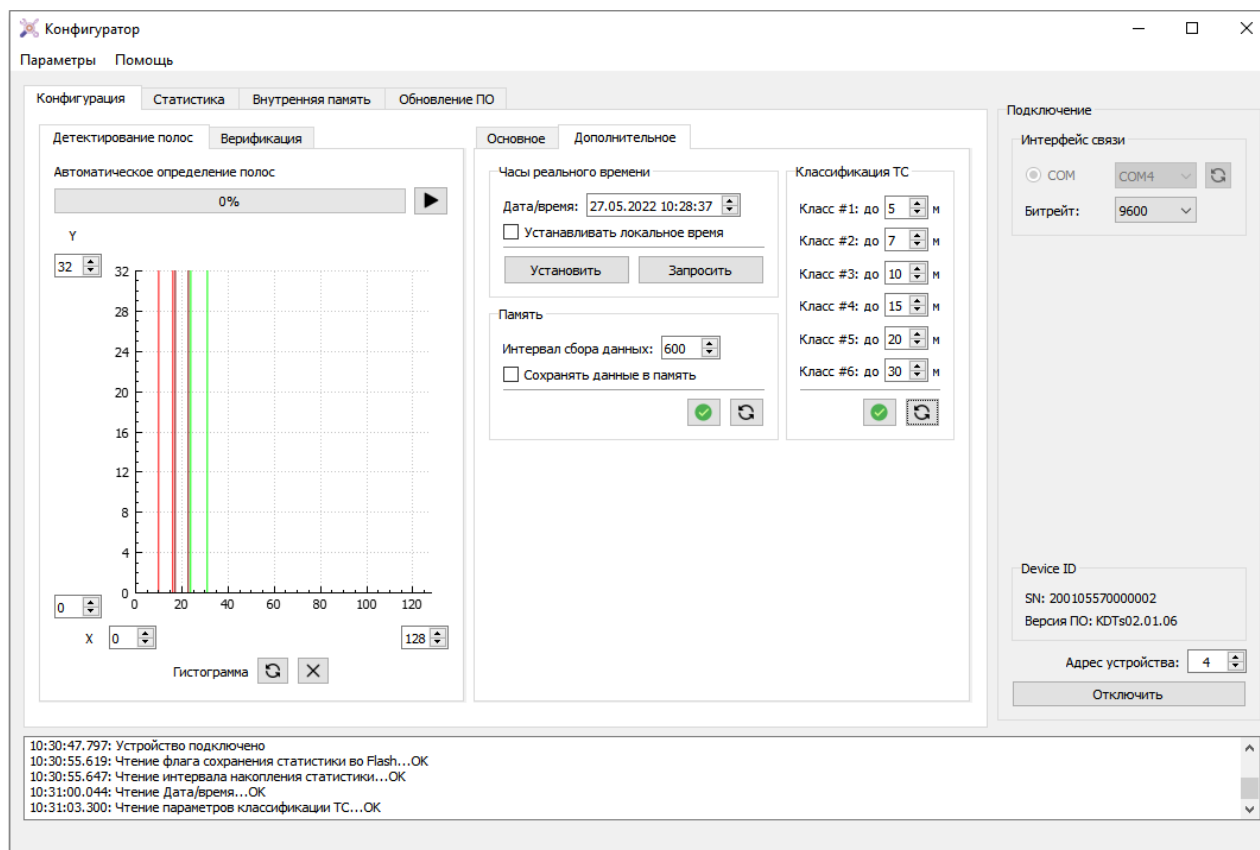 Конфигуратор
Параметры Помощь
Конфигурация Статистика Внутренняя память Обновление ПО
Детектирование полос Верификация
Автоматическое определение полос
0%
Y
32
32
28
24
20
16
12
8
4
0
0 20 40 60 80 100 120
0
X 0 128
Гистограмма
Основное Дополнительное
Часы реального времени
Дата/время: 27.05.2022 10:28:37
Устанавливать локальное время
Установить Запросить
Память
Интервал сбора данных: 600
Сохранять данные в память
Классификация ТС
Класс #1: до 5 м
Класс #2: до 7 м
Класс #3: до 10 м
Класс #4: до 15 м
Класс #5: до 20 м
Класс #6: до 30 м
Подключение
Интерфейс связи
COM COM4
Битрейт: 9600
Device ID
SN: 200105570000002
Версия ПО: KDTs02.01.06
Адрес устройства: 4
Отключить
10:30:47.797: Устройство подключено
10:30:55.619: Чтение флага сохранения статистики во Flash...OK
10:30:55.647: Чтение интервала накопления статистики...OK
10:31:00.044: Чтение Дата/время...OK
10:31:03.300: Чтение параметров классификации ТС...OK